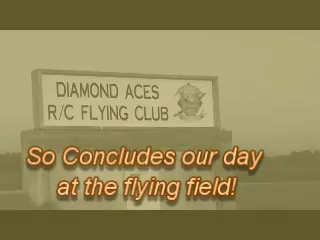 DIAMOND ACES
R/C FLYING CLUB
So Concludes our day
at the flying field!